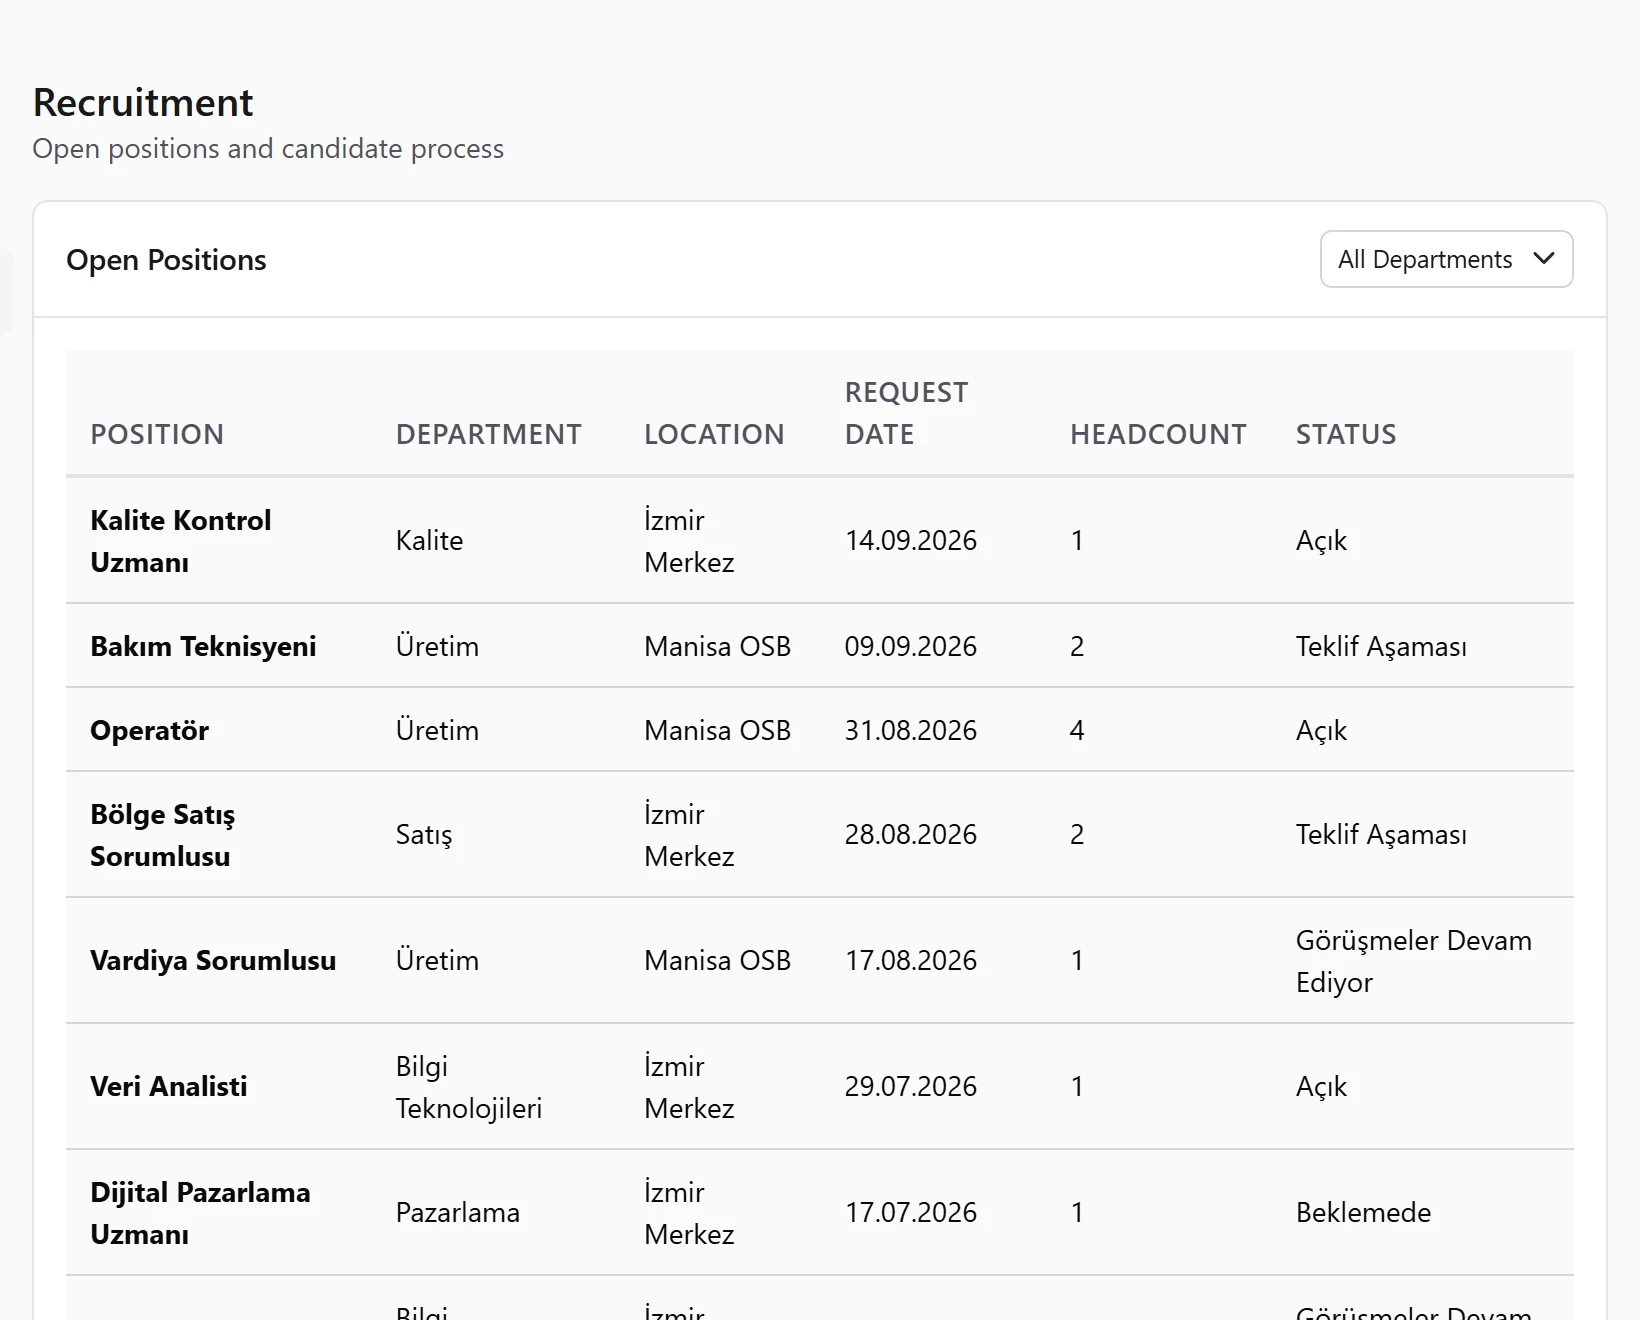 Recruitment
Open positions and candidate process
Open Positions
All Departments
POSITION DEPARTMENT LOCATION REQUEST DATE HEADCOUNT STATUS
Kalite Kontrol Uzmanı Kalite İzmir Merkez 14.09.2026 1 Açık
Bakım Teknisyeni Üretim Manisa OSB 09.09.2026 2 Teklif Aşaması
Operatör Üretim Manisa OSB 31.08.2026 4 Açık
Bölge Satış Sorumlusu Satış İzmir Merkez 28.08.2026 2 Teklif Aşaması
Vardiya Sorumlusu Üretim Manisa OSB 17.08.2026 1 Görüşmeler Devam Ediyor
Veri Analisti Bilgi Teknolojileri İzmir Merkez 29.07.2026 1 Açık
Dijital Pazarlama Uzmanı Pazarlama İzmir Merkez 17.07.2026 1 Beklemede
Bilgi İzmir Görüşmeler Devam